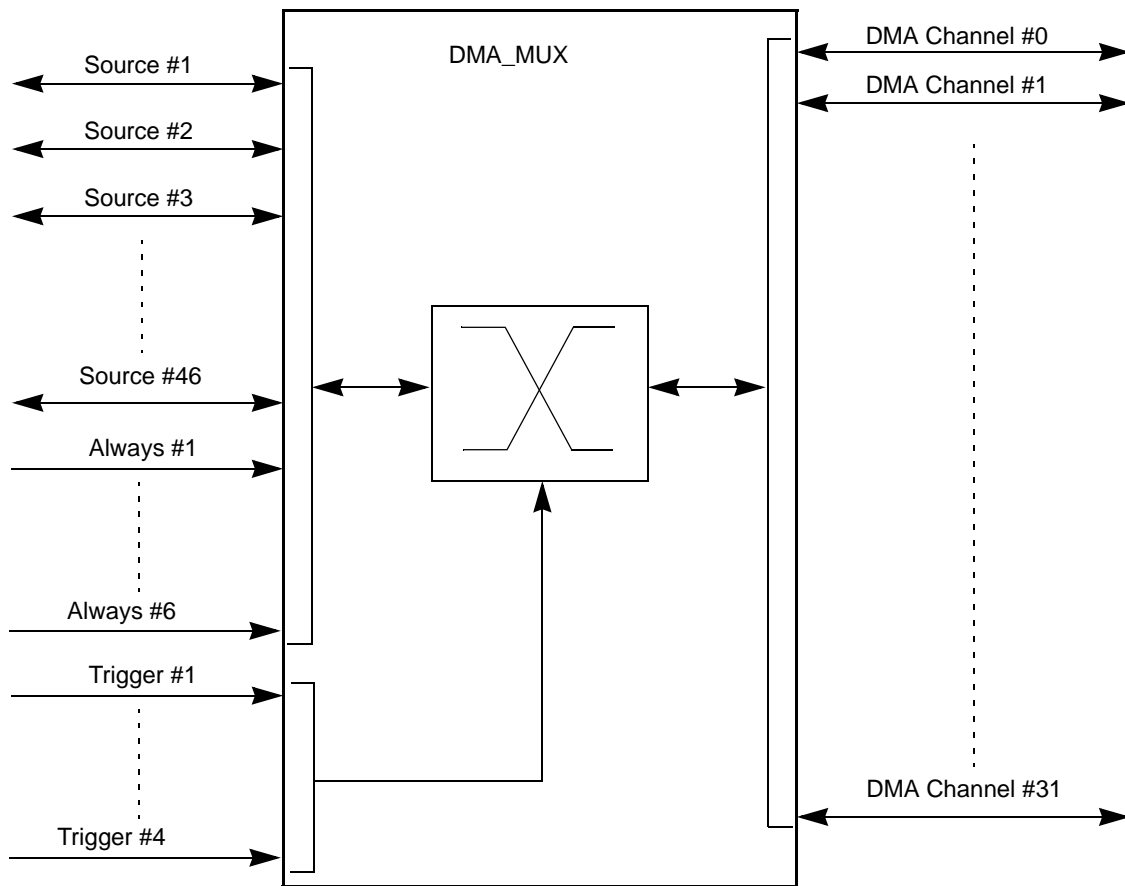 DMA_MUX
Source #1
Source #2
Source #3
Source #46
Always #1
Always #6
Trigger #1
Trigger #4
DMA Channel #0
DMA Channel #1
DMA Channel #31